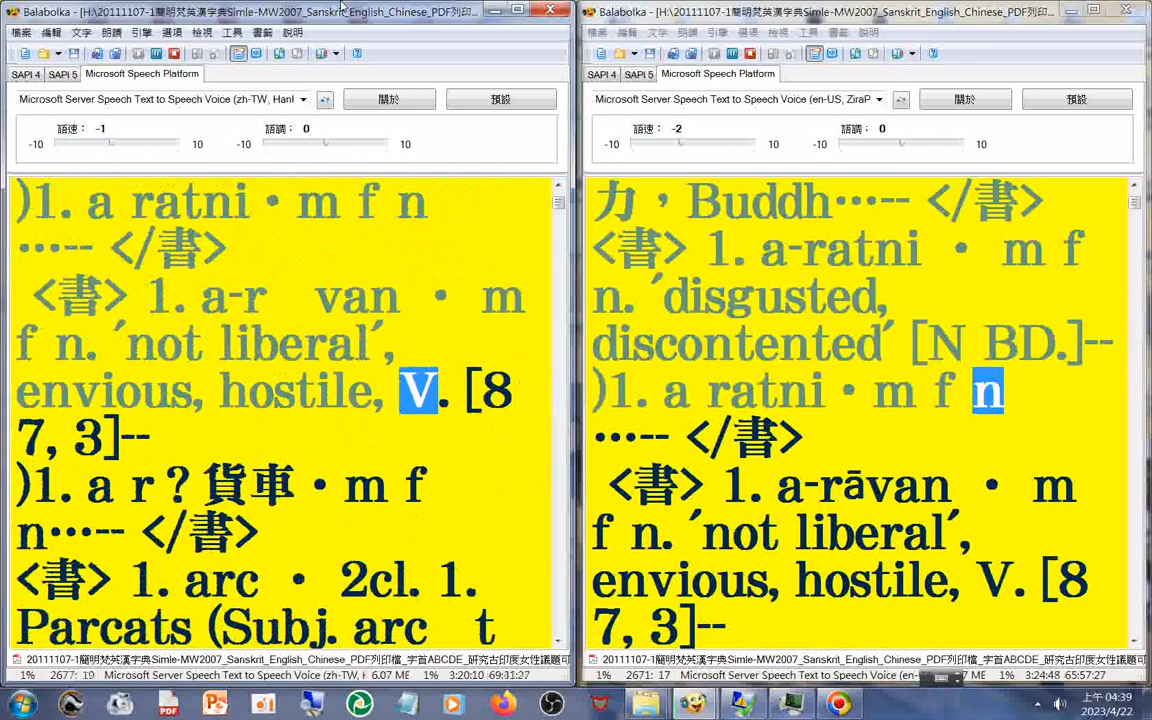 Balabolka - [H:\20111107-1簡明梵英漢字典Simle-MW2007_Sanskrit_English_Chinese_PDF列印...
檔案 編輯 文字 朗讀 引擎 選項 檢視 工具 書籤 說明
SAPI 4 SAPI 5 Microsoft Speech Platform
Microsoft Server Speech Text to Speech Voice (zh-TW, Hanl 關於 預設
語速: -1 語調: 0
-10 10 -10 10
)1. a ratni•m f n
…-- </書>
<書> 1. a-r van • m
f n. ′not liberal′,
envious, hostile, V. [8
7, 3]--
)1. a r?貨車•m f
n…-- </書>
<書> 1. arc • 2cl. 1.
Parcats (Subj. arc t
20111107-1簡明梵英漢字典Simle-MW2007_Sanskrit_English_Chinese_PDF列印檔_字首ABCDE_研究古印度女性議題可
1% 2677: 19 Microsoft Server Speech Text to Speech Voice (zh-TW, H 6.07 ME 1% 3:20:10 69:31:27
Balabolka - [H:\20111107-1簡明梵英漢字典Simle-MW2007_Sanskrit_English_Chinese_PDF列印...
檔案 編輯 文字 朗讀 引擎 選項 檢視 工具 書籤 說明
SAPI 4 SAPI 5 Microsoft Speech Platform
Microsoft Server Speech Text to Speech Voice (en-US, ZiraP 關於 預設
語速: -2 語調: 0
-10 10 -10 10
力,Buddh…-- </書>
<書> 1. a-ratni • m f
n. ′disgusted,
discontented′ [N BD.]--
)1. a ratni•m f n
…-- </書>
<書> 1. a-rāvan • m
f n. ′not liberal′,
envious, hostile, V. [8
7, 3]--
20111107-1簡明梵英漢字典Simle-MW2007_Sanskrit_English_Chinese_PDF列印檔_字首ABCDE_研究古印度女性議題可
1% 2671: 17 Microsoft Server Speech Text to Speech Voice (en- 1% 3:24:48 65:57:27
PDF
上午 04:39
2023/4/22